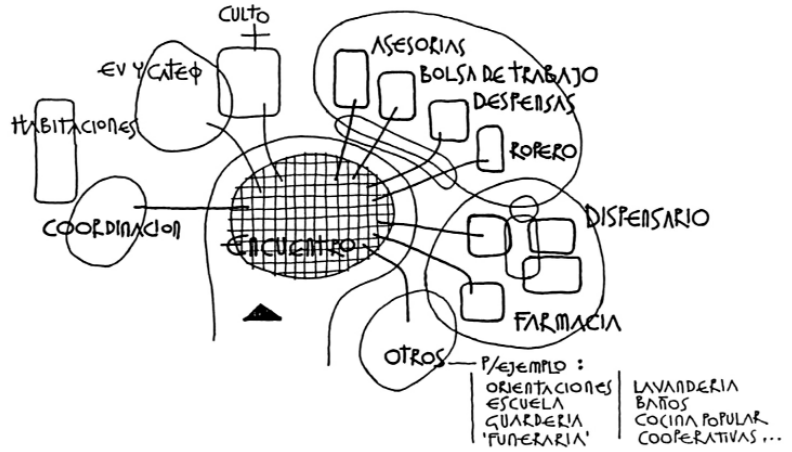 CULTO
EV Y CATEQ
HABITACIONES
COORDINACION
ENCUENTRO
ASESORIAS
BOLSA DE TRABAJO
DESPENSAS
ROPERO
DISPENSARIO
FARMACIA
OTROS
P/EJEMPLO :
ORIENTACIONES
ESCUELA
GUARDERIA
'FUNERARIA'
LAVANDERIA
BAÑOS
COCINA POPULAR
COOPERATIVAS...